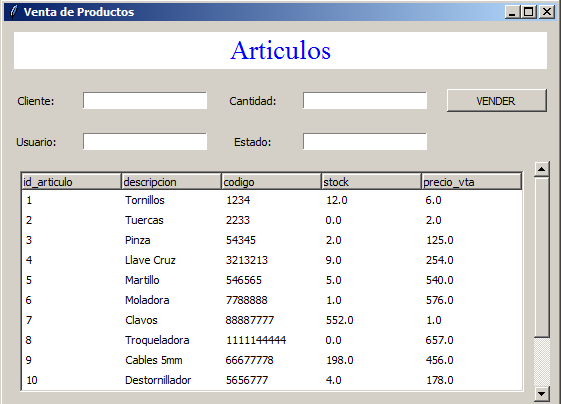 Venta de Productos
Articulos
Cliente: Cantidad: VENDER
Usuario: Estado:
id_articulo descripcion codigo stock precio_vta
1 Tornillos 1234 12.0 6.0
2 Tuercas 2233 0.0 2.0
3 Pinza 54345 2.0 125.0
4 Llave Cruz 3213213 9.0 254.0
5 Martillo 546565 5.0 540.0
6 Moladora 7788888 1.0 576.0
7 Clavos 88887777 552.0 1.0
8 Troqueladora 1111144444 0.0 657.0
9 Cables 5mm 66677778 198.0 456.0
10 Destornillador 5656777 4.0 178.0